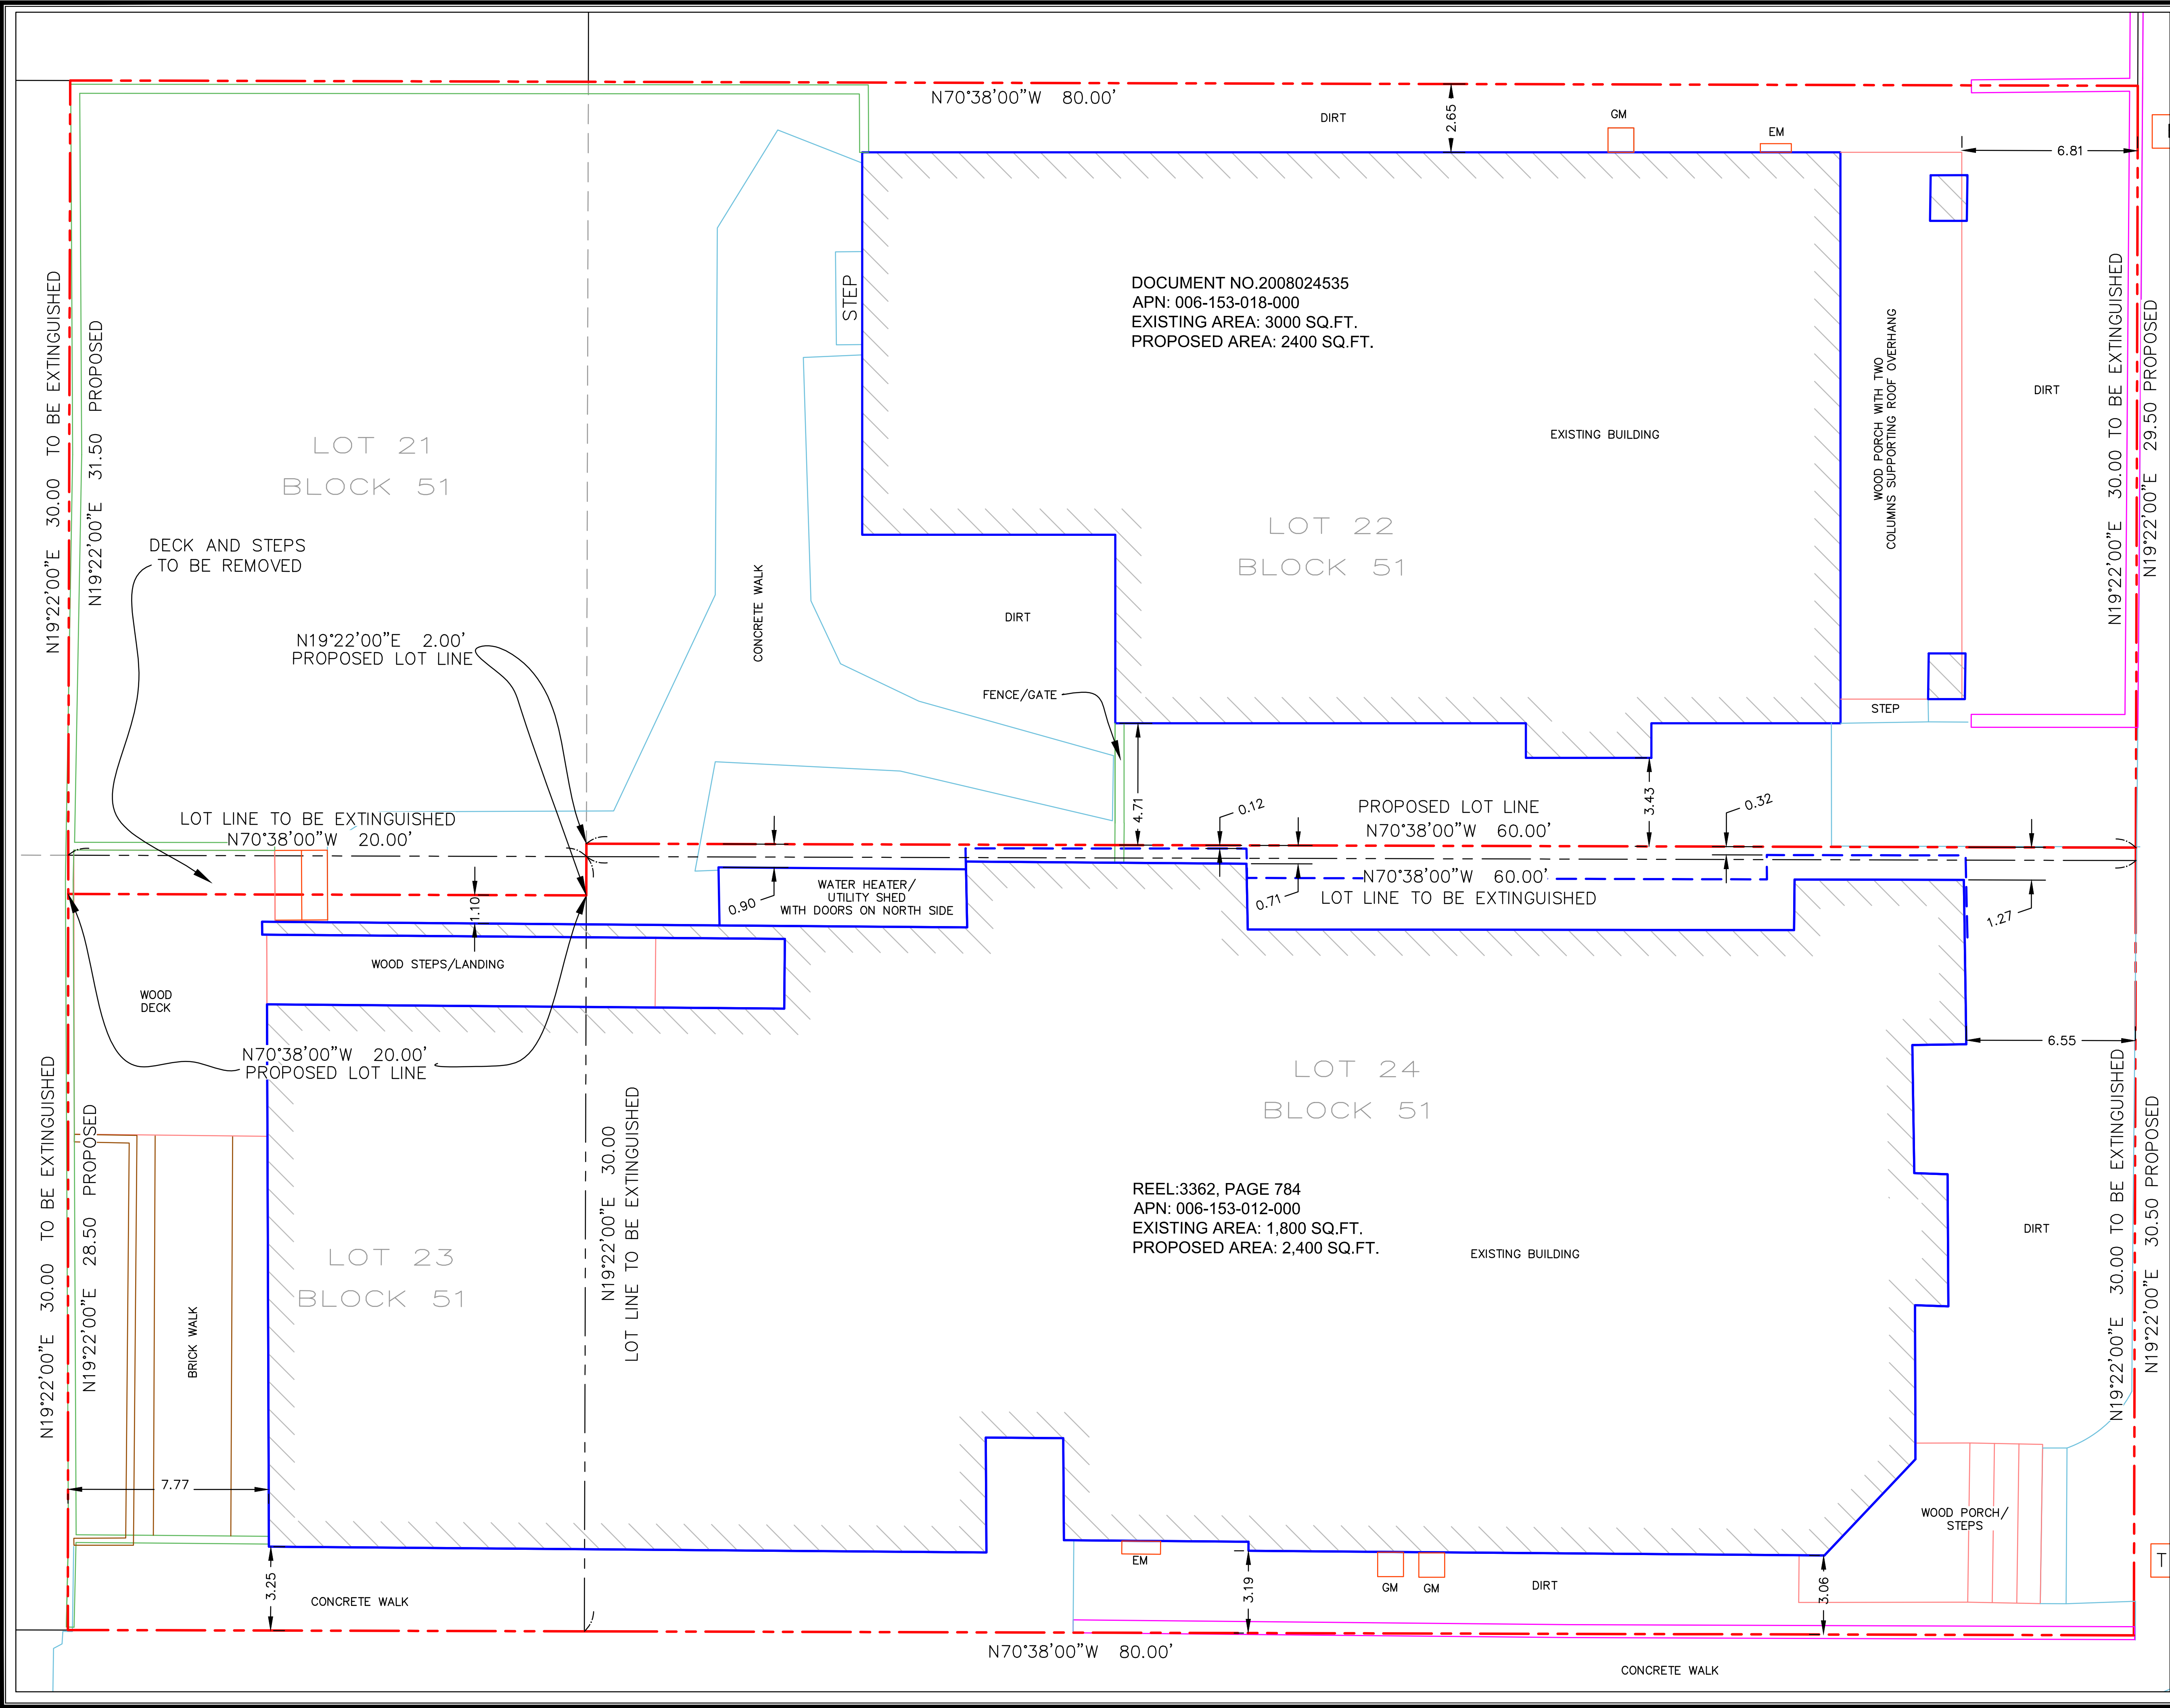 N70°38'00"W 80.00'
DIRT
2.65
GM
EM
6.81
N19°22'00"E 30.00 TO BE EXTINGUISHED
N19°22'00"E 31.50 PROPOSED
STEP
DOCUMENT NO.2008024535
APN: 006-153-018-000
EXISTING AREA: 3000 SQ.FT.
PROPOSED AREA: 2400 SQ.FT.
EXISTING BUILDING
WOOD PORCH WITH TWO
COLUMNS SUPPORTING ROOF OVERHANG
DIRT
N19°22'00"E 30.00 TO BE EXTINGUISHED
N19°22'00"E 29.50 PROPOSED
LOT 21
BLOCK 51
LOT 22
BLOCK 51
DECK AND STEPS
TO BE REMOVED
CONCRETE WALK
DIRT
N19°22'00"E 2.00'
PROPOSED LOT LINE
FENCE/GATE
STEP
LOT LINE TO BE EXTINGUISHED
N70°38'00"W 20.00'
4.71
0.12
PROPOSED LOT LINE
N70°38'00"W 60.00'
3.43
0.32
1.10
0.90
WATER HEATER/
UTILITY SHED
WITH DOORS ON NORTH SIDE
0.71
N70°38'00"W 60.00'
LOT LINE TO BE EXTINGUISHED
1.27
WOOD STEPS/LANDING
WOOD
DECK
N70°38'00"W 20.00'
PROPOSED LOT LINE
6.55
LOT 24
BLOCK 51
N19°22'00"E 30.00 TO BE EXTINGUISHED
N19°22'00"E 28.50 PROPOSED
BRICK WALK
LOT 23
BLOCK 51
N19°22'00"E 30.00
LOT LINE TO BE EXTINGUISHED
REEL:3362, PAGE 784
APN: 006-153-012-000
EXISTING AREA: 1,800 SQ.FT.
PROPOSED AREA: 2,400 SQ.FT.
EXISTING BUILDING
DIRT
N19°22'00"E 30.00 TO BE EXTINGUISHED
N19°22'00"E 30.50 PROPOSED
7.77
WOOD PORCH/
STEPS
T
3.25
CONCRETE WALK
EM
3.19
GM
GM
DIRT
3.06
N70°38'00"W 80.00'
CONCRETE WALK